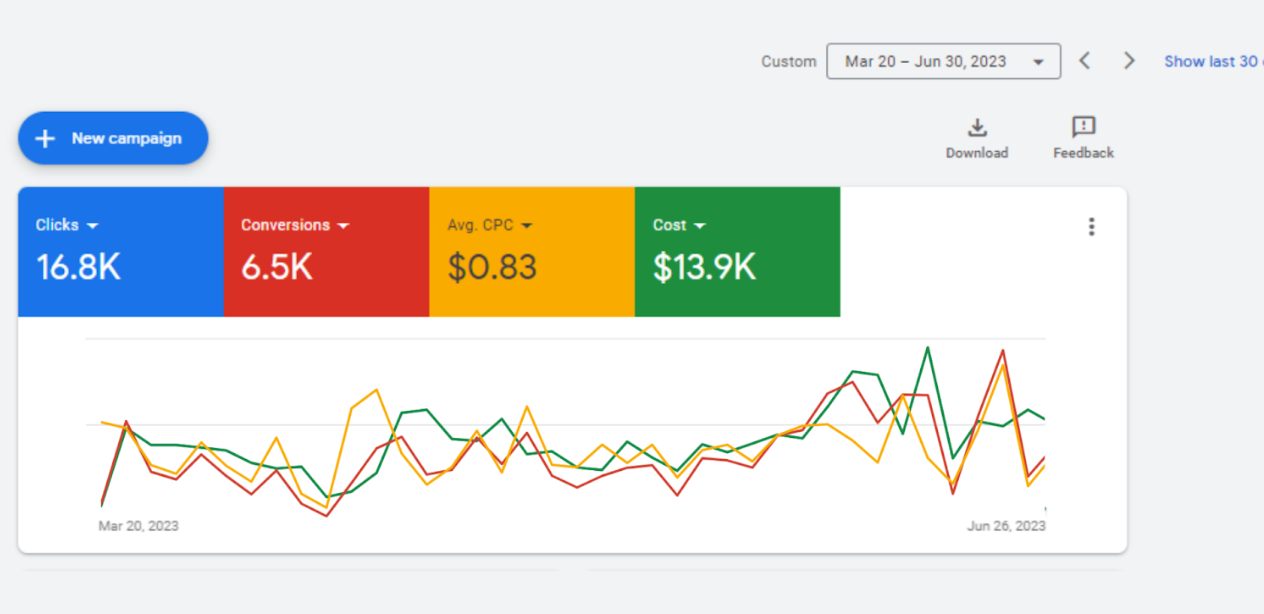 Custom Mar 20 – Jun 30, 2023 Show last 30
New campaign
Download Feedback
Clicks Conversions Avg. CPC Cost
16.8K 6.5K $0.83 $13.9K
Mar 20, 2023 Jun 26, 2023